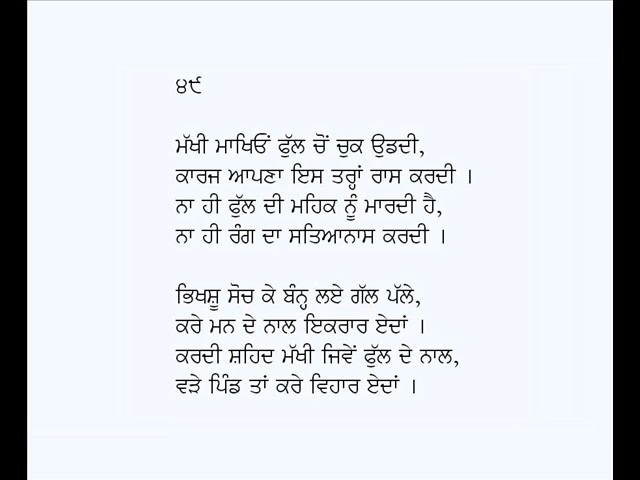 ੪੯
ਮੱਖੀ ਮਾਖਿਓਂ ਫੁੱਲ ਚੋਂ ਚੁਕ ਉਡਦੀ,
ਕਾਰਜ ਆਪਣਾ ਇਸ ਤਰ੍ਹਾਂ ਰਾਸ ਕਰਦੀ ।
ਨਾ ਹੀ ਫੁੱਲ ਦੀ ਮਹਿਕ ਨੂੰ ਮਾਰਦੀ ਹੈ,
ਨਾ ਹੀ ਰੰਗ ਦਾ ਸਤਿਆਨਾਸ ਕਰਦੀ ।
ਭਿਖਸ਼ੂ ਸੋਚ ਕੇ ਬੰਨ੍ਹ ਲਏ ਗੱਲ ਪੱਲੇ,
ਕਰੇ ਮਨ ਦੇ ਨਾਲ ਇਕਰਾਰ ਏਦਾਂ ।
ਕਰਦੀ ਸ਼ਹਿਦ ਮੱਖੀ ਜਿਵੇਂ ਫੁੱਲ ਦੇ ਨਾਲ,
ਵੜੇ ਪਿੰਡ ਤਾਂ ਕਰੇ ਵਿਹਾਰ ਏਦਾਂ ।